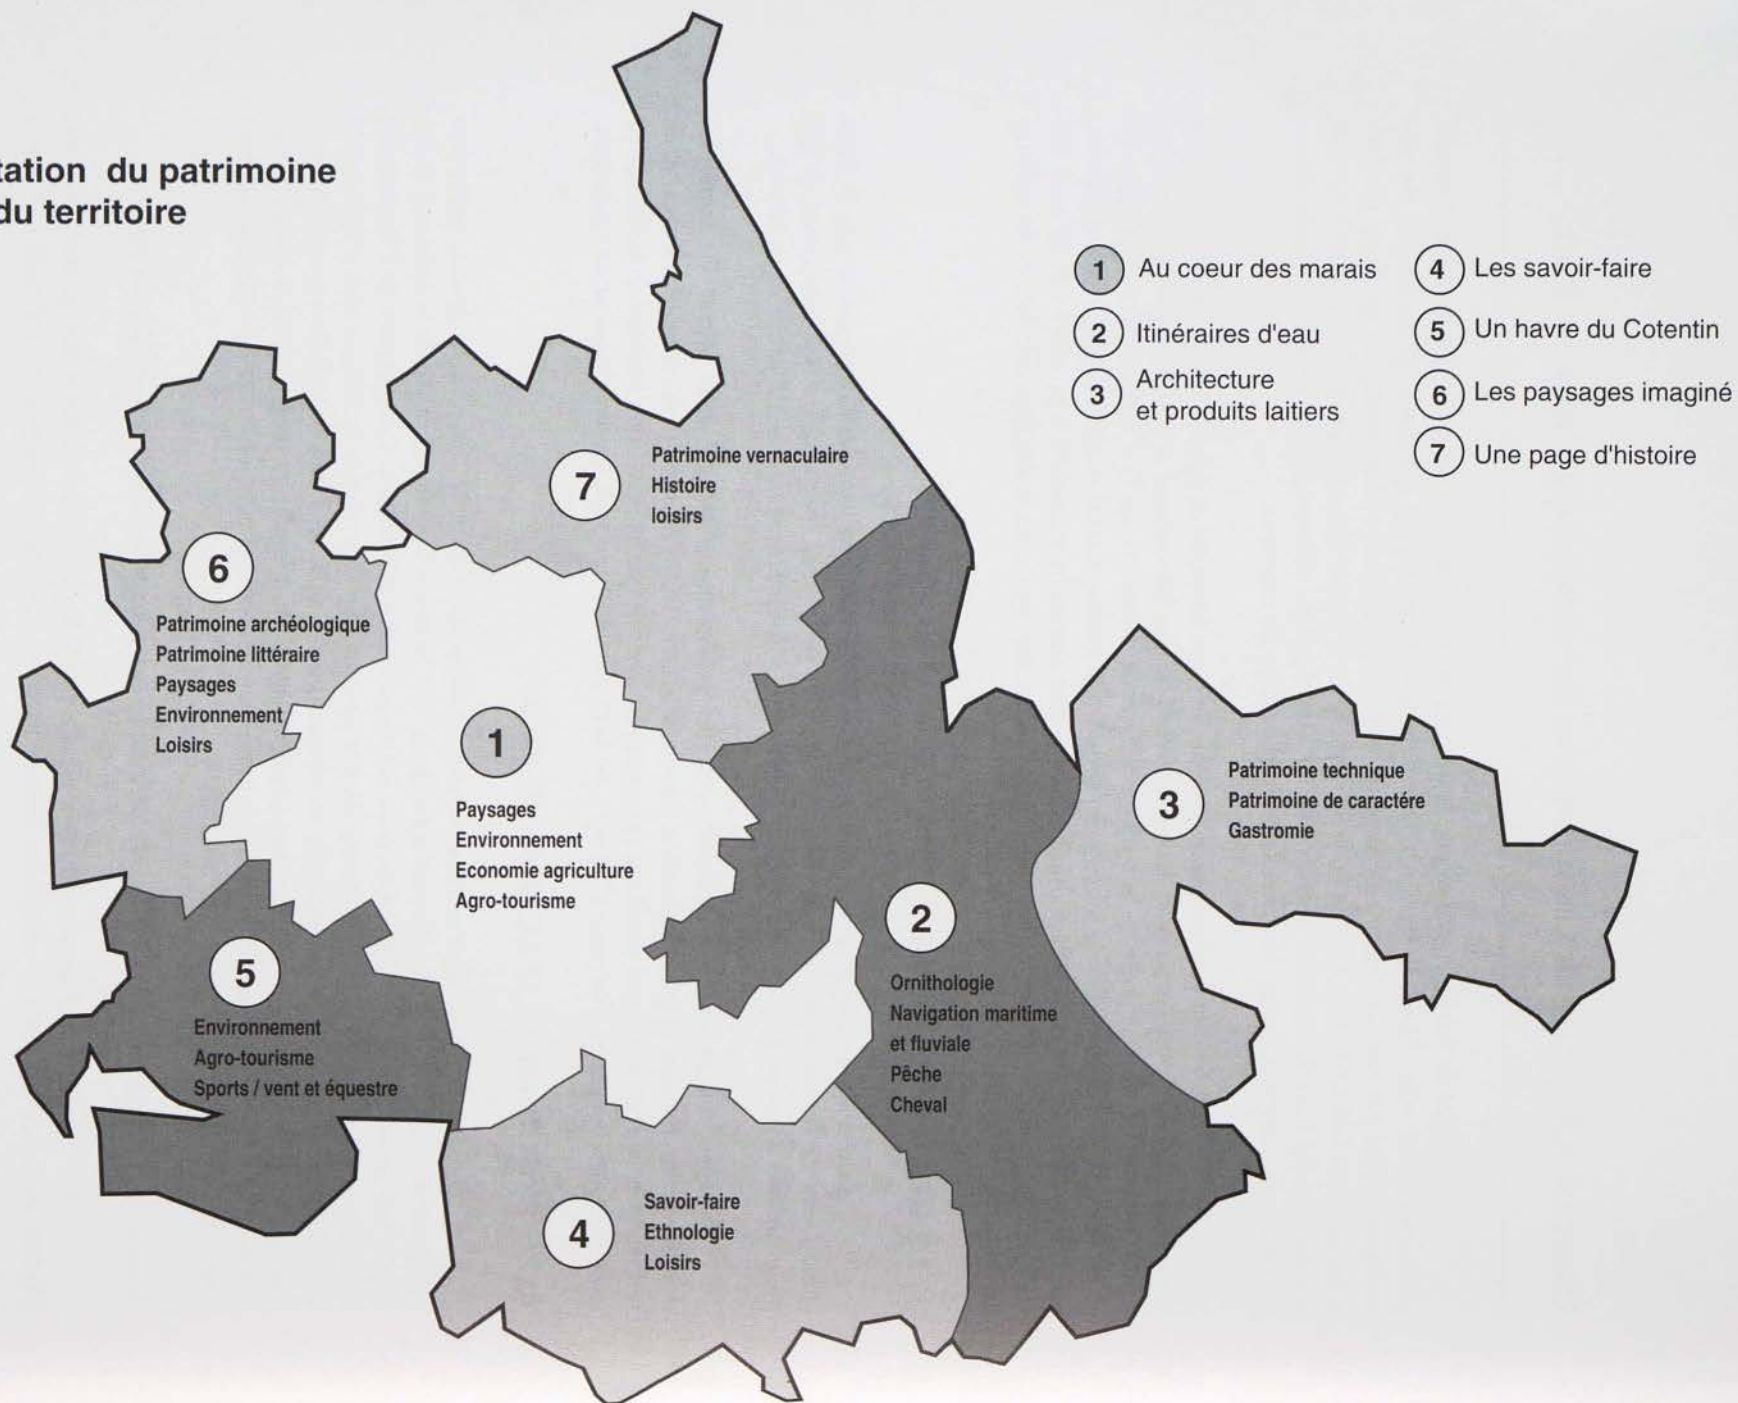 tation du patrimoine
du territoire
1 Au coeur des marais
2 Itinéraires d'eau
3 Architecture
et produits laitiers
4 Les savoir-faire
5 Un havre du Cotentin
6 Les paysages imaginé
7 Une page d'histoire
7
Patrimoine vernaculaire
Histoire
loisirs
6
Patrimoine archéologique
Patrimoine littéraire
Paysages
Environnement
Loisirs
1
Paysages
Environnement
Economie agriculture
Agro-tourisme
3
Patrimoine technique
Patrimoine de caractére
Gastromie
2
Ornithologie
Navigation maritime
et fluviale
Pêche
Cheval
5
Environnement
Agro-tourisme
Sports / vent et équestre
4
Savoir-faire
Ethnologie
Loisirs